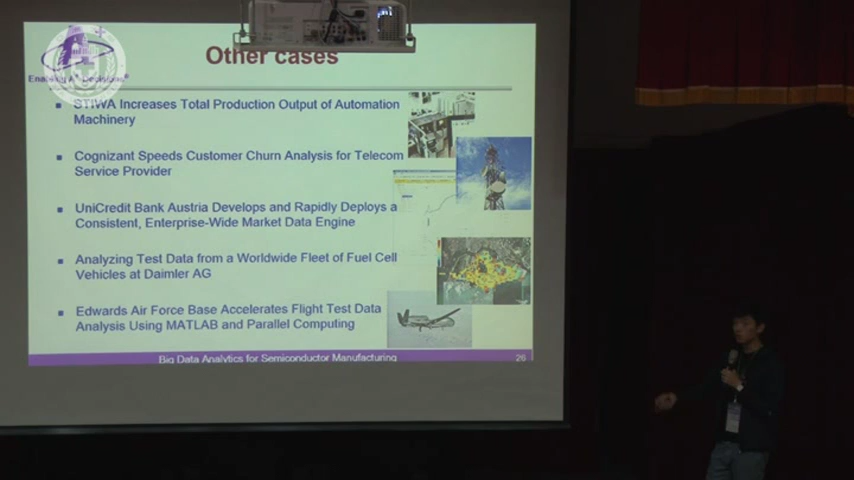 Other cases
STIWA Increases Total Production Output of Automation
Machinery
Cognizant Speeds Customer Churn Analysis for Telecom
Service Provider
UniCredit Bank Austria Develops and Rapidly Deploys a
Consistent, Enterprise-Wide Market Data Engine
Analyzing Test Data from a Worldwide Fleet of Fuel Cell
Vehicles at Daimler AG
Edwards Air Force Base Accelerates Flight Test Data
Analysis Using MATLAB and Parallel Computing
Big Data Analytics for Semiconductor Manufacturing
26